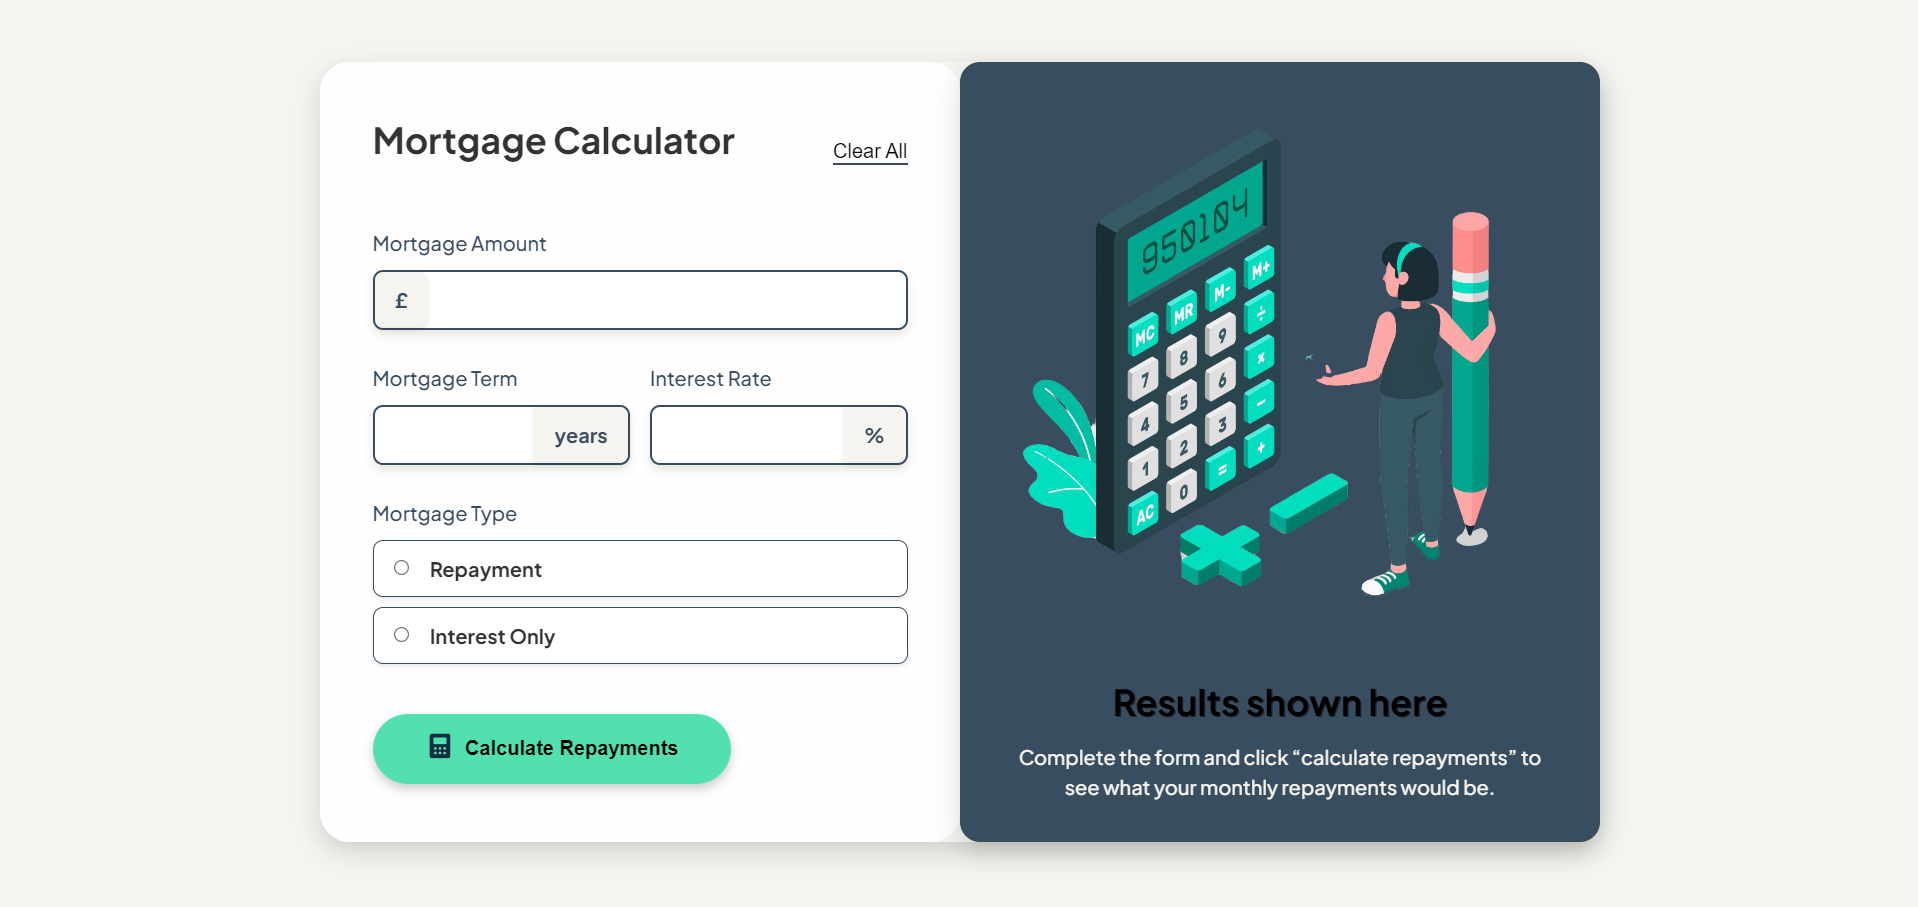 Mortgage Calculator
Clear All
Mortgage Amount
£
Mortgage Term
years
Interest Rate
%
Mortgage Type
Repayment
Interest Only
Calculate Repayments
950104
MC MR M- M+
7 8 9 ÷
4 5 6 ×
1 2 3 −
AC 0 = +
Results shown here
Complete the form and click “calculate repayments” to
see what your monthly repayments would be.